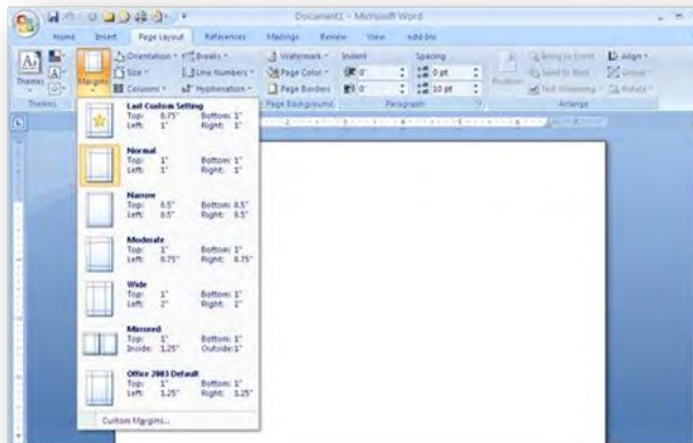 Document1 - Microsoft Word
Home Insert Page Layout References Mailings Review View Add-Ins
Themes
Margins
Orientation
Size
Columns
Breaks
Line Numbers
Hyphenation
Watermark
Page Color
Page Borders
Indent
0"
0"
Spacing
0 pt
10 pt
Position
Bring to Front
Send to Back
Text Wrapping
Align
Group
Rotate
Themes
Page Background
Paragraph
Arrange
Last Custom Setting
Top: 0.75" Bottom: 1"
Left: 1" Right: 1"
Normal
Top: 1" Bottom: 1"
Left: 1" Right: 1"
Narrow
Top: 0.5" Bottom: 0.5"
Left: 0.5" Right: 0.5"
Moderate
Top: 1" Bottom: 1"
Left: 0.75" Right: 0.75"
Wide
Top: 1" Bottom: 1"
Left: 2" Right: 2"
Mirrored
Top: 1" Bottom: 1"
Inside: 1.25" Outside: 1"
Office 2003 Default
Top: 1" Bottom: 1"
Left: 1.25" Right: 1.25"
Custom Margins...